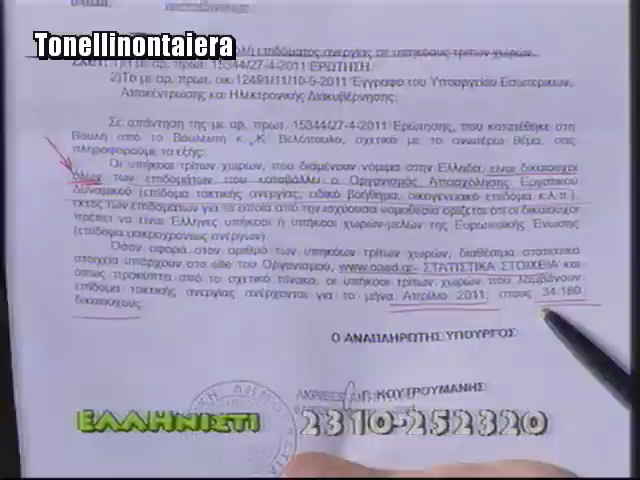 Tonellinontaiera
επιδόματος ανεργίας σε υπηκόους τρίτων χωρών.
ΣΧΕΤ: 1)Τη με αρ. πρωτ. 15344/27-4-2011 ΕΡΩΤΗΣΗ.
2)Το με αρ. πρωτ. οικ.12491/11/10-5-2011 Έγγραφο του Υπουργείου Εσωτερικών,
Αποκέντρωσης και Ηλεκτρονικής Διακυβέρνησης.
Σε απάντηση της με αρ. πρωτ. 15344/27-4-2011 Ερώτησης, που κατατέθηκε στη
Βουλή από το Βουλευτή κ. Κ. Βελόπουλο, σχετικά με το ανωτέρω θέμα, σας
πληροφορούμε τα εξής:
Οι υπήκοοι τρίτων χωρών, που διαμένουν νόμιμα στην Ελλάδα, είναι δικαιούχοι
όλων των επιδομάτων που καταβάλλει ο Οργανισμός Απασχόλησης Εργατικού
Δυναμικού (επίδομα τακτικής ανεργίας, ειδικό βοήθημα, οικογενειακό επίδομα κ.λ.π.),
εκτός των επιδομάτων για τα οποία από την ισχύουσα νομοθεσία ορίζεται ότι οι δικαιούχοι
πρέπει να είναι Έλληνες υπήκοοι ή υπήκοοι χωρών-μελών της Ευρωπαϊκής Ένωσης
(επίδομα μακροχρονίως ανέργων).
Όσον αφορά στον αριθμό των υπηκόων τρίτων χωρών, διαθέσιμα στατιστικά
στοιχεία υπάρχουν στο site του Οργανισμού, www.oaed.gr- ΣΤΑΤΙΣΤΙΚΑ ΣΤΟΙΧΕΙΑ και
όπως προκύπτει από το σχετικό πίνακα, οι υπήκοοι τρίτων χωρών που λαμβάνουν
επίδομα τακτικής ανεργίας ανέρχονται για το μήνα Απρίλιο 2011, στους 34.180
δικαιούχους.
Ο ΑΝΑΠΛΗΡΩΤΗΣ ΥΠΟΥΡΓΟΣ
ΑΚΡΙΒΕΣ Γ. ΚΟΥΤΡΟΥΜΑΝΗΣ
ΕΛΛΗΝΙΣΤΙ 2310-252320